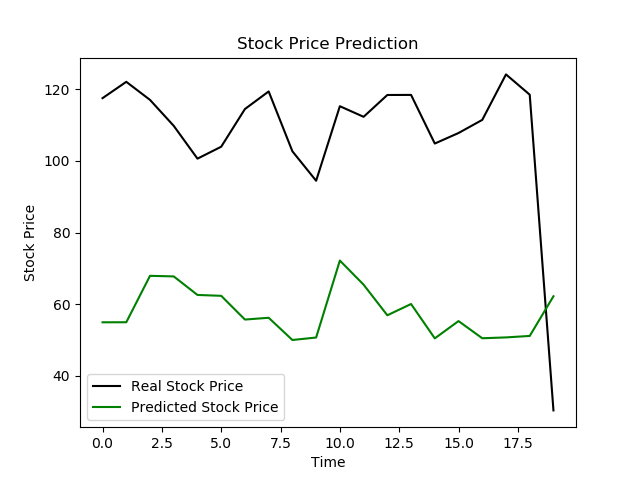 Stock Price Prediction
Stock Price
120
100
80
60
40
Real Stock Price
Predicted Stock Price
0.0 2.5 5.0 7.5 10.0 12.5 15.0 17.5
Time